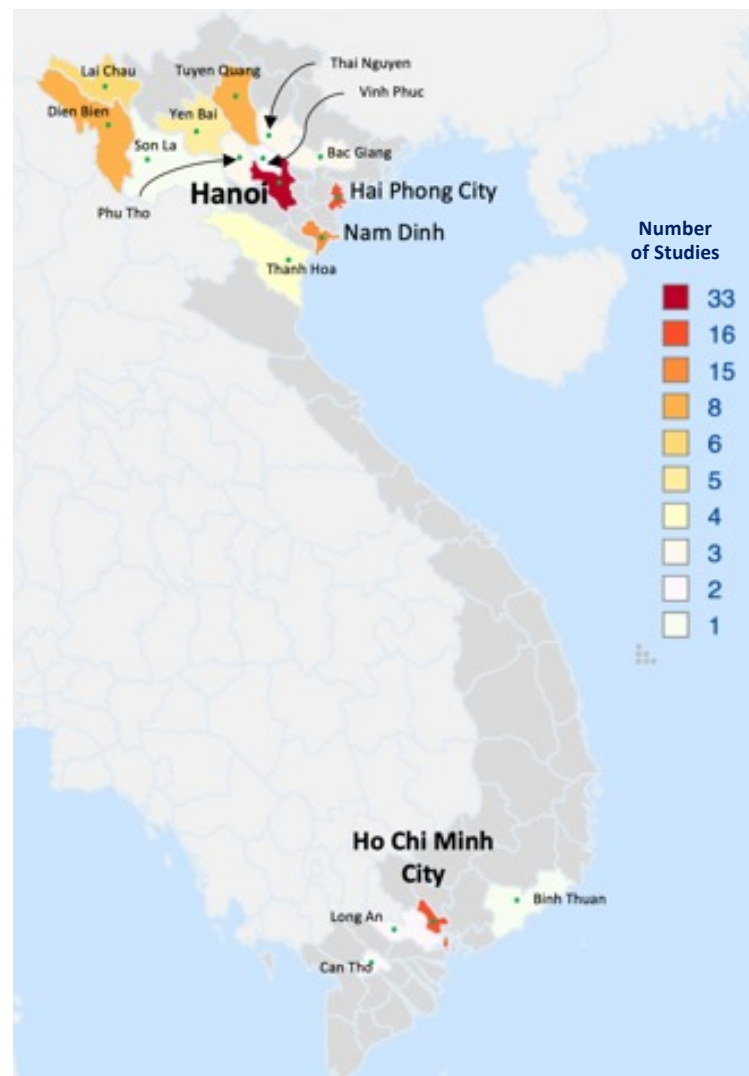 Thai Nguyen
Lai Chau
Tuyen Quang
Vinh Phuc
Dien Bien
Yen Bai
Son La
Bac Giang
Hanoi
Hai Phong City
Phu Tho
Nam Dinh
Thanh Hoa
Number
of Studies
33
16
15
8
6
5
4
3
2
1
Ho Chi Minh
City
Long An
Binh Thuan
Can Tho